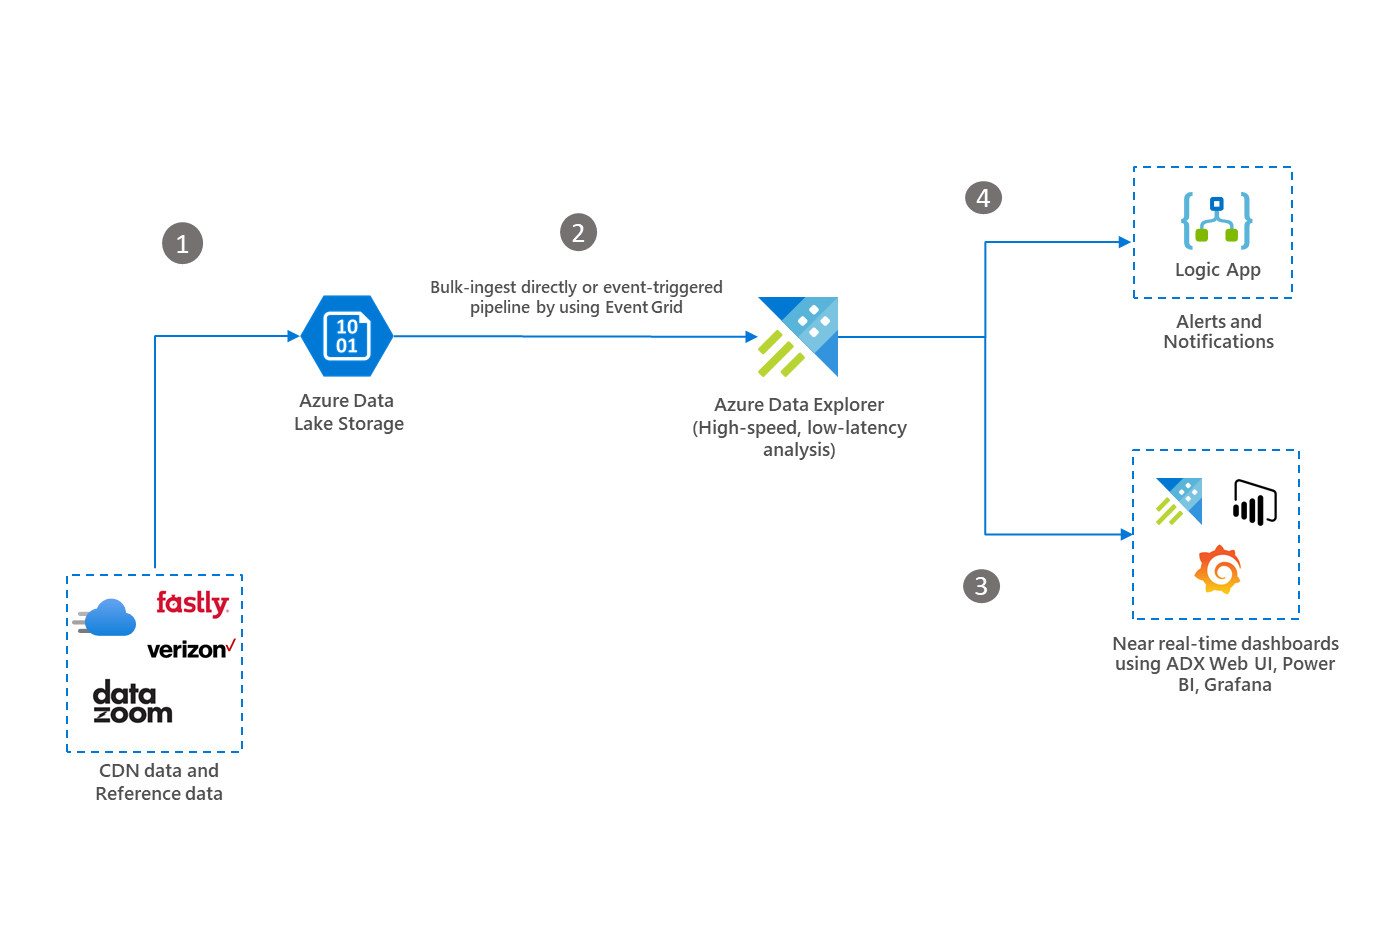 1
2
Bulk-ingest directly or event-triggered
pipeline by using Event Grid
10
01
Azure Data
Lake Storage
Azure Data Explorer
(High-speed, low-latency
analysis)
4
Logic App
Alerts and
Notifications
3
Near real-time dashboards
using ADX Web UI, Power
BI, Grafana
fastly
verizon
data
zoom
CDN data and
Reference data